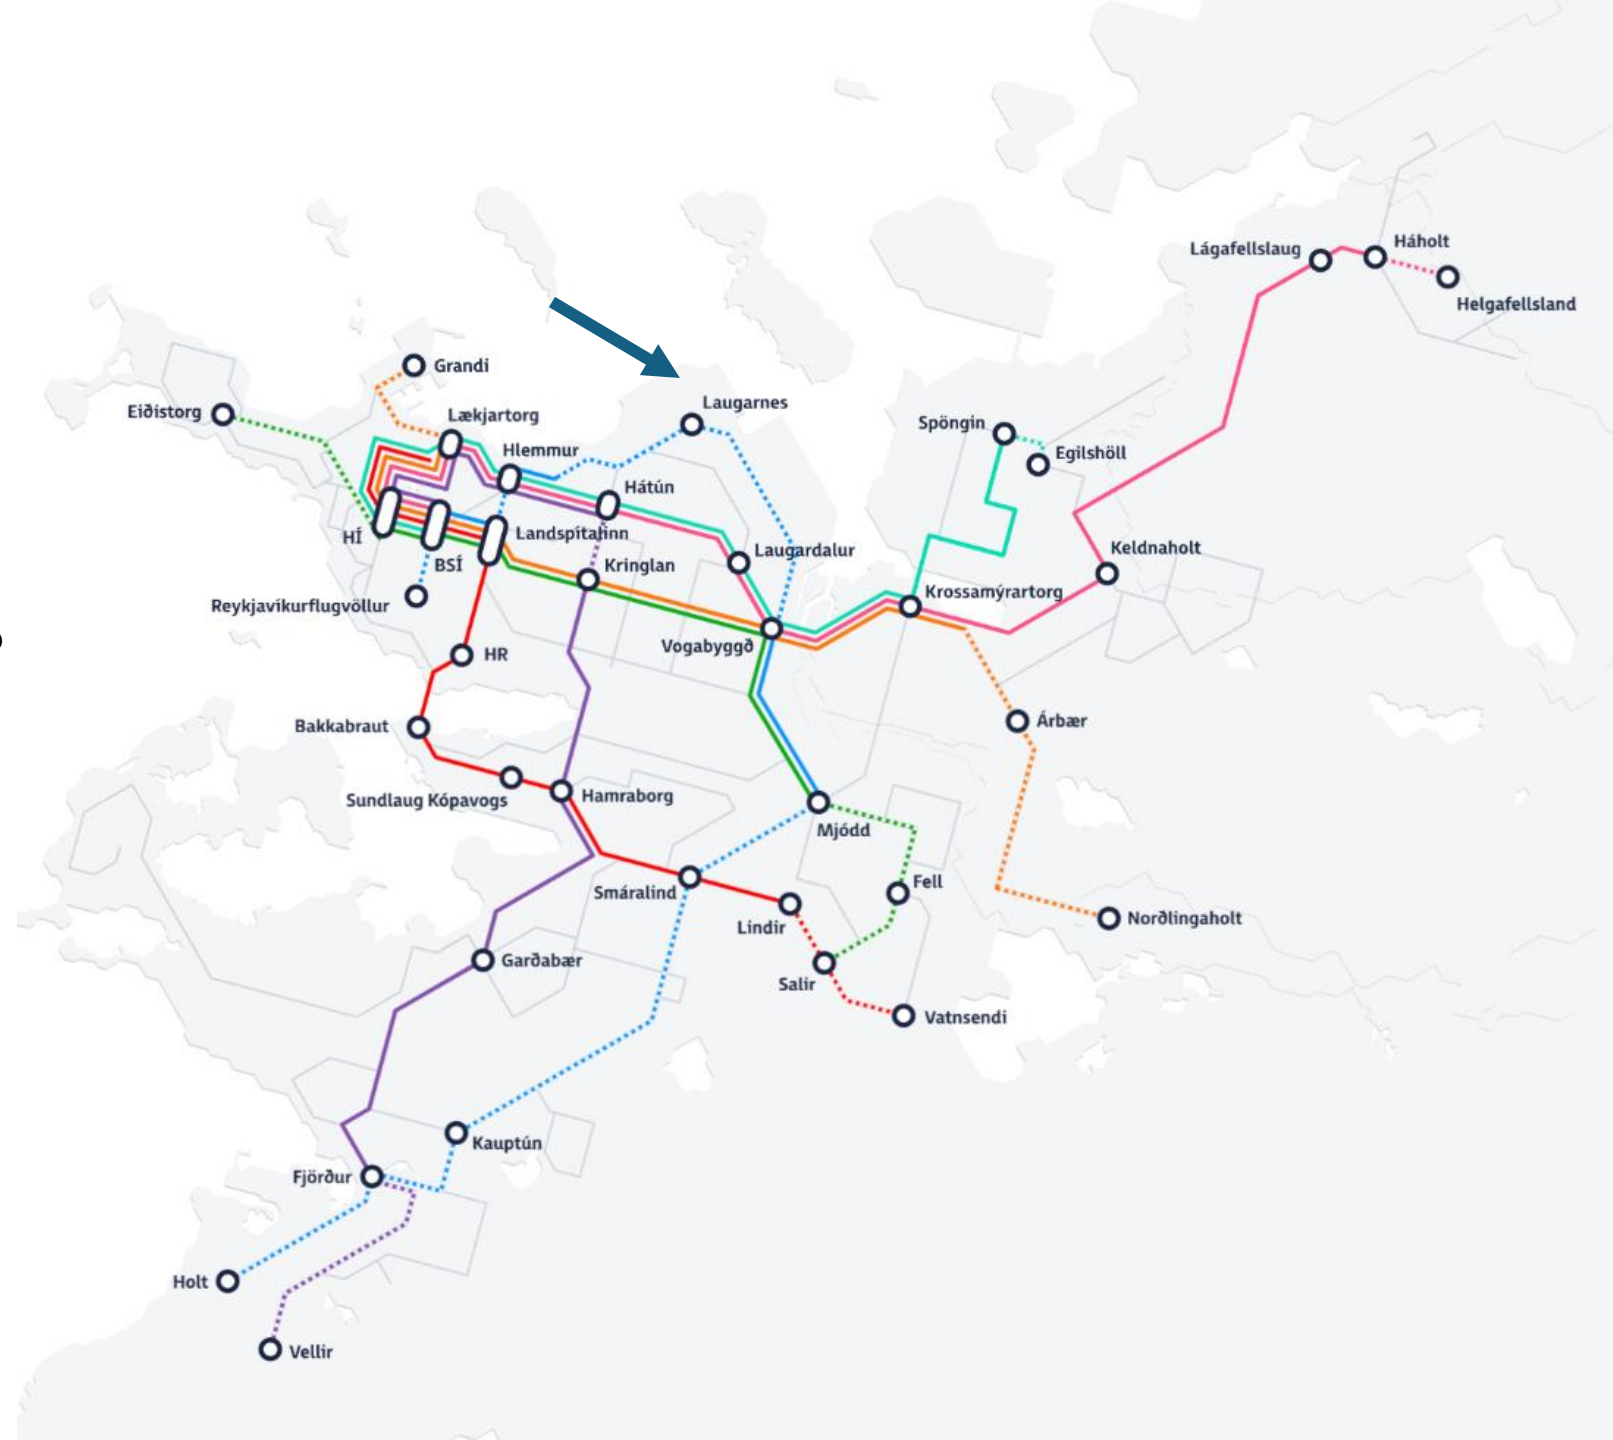 Lágafellslaug
Háholt
Helgafellsland
Grandi
Eiðistorg
Lækjartorg
Laugarnes
Spöngin
Egilshöll
Hlemmur
Hátún
HÍ
Landspítalinn
BSÍ
Laugardalur
Kringlan
Keldnaholt
Reykjavíkurflugvöllur
Krossamýrartorg
Vogabyggð
HR
Bakkabraut
Árbær
Sundlaug Kópavogs
Hamraborg
Mjódd
Smáralind
Fell
Lindir
Norðlingaholt
Garðabær
Salir
Vatnsendi
Kauptún
Fjörður
Holt
Vellir